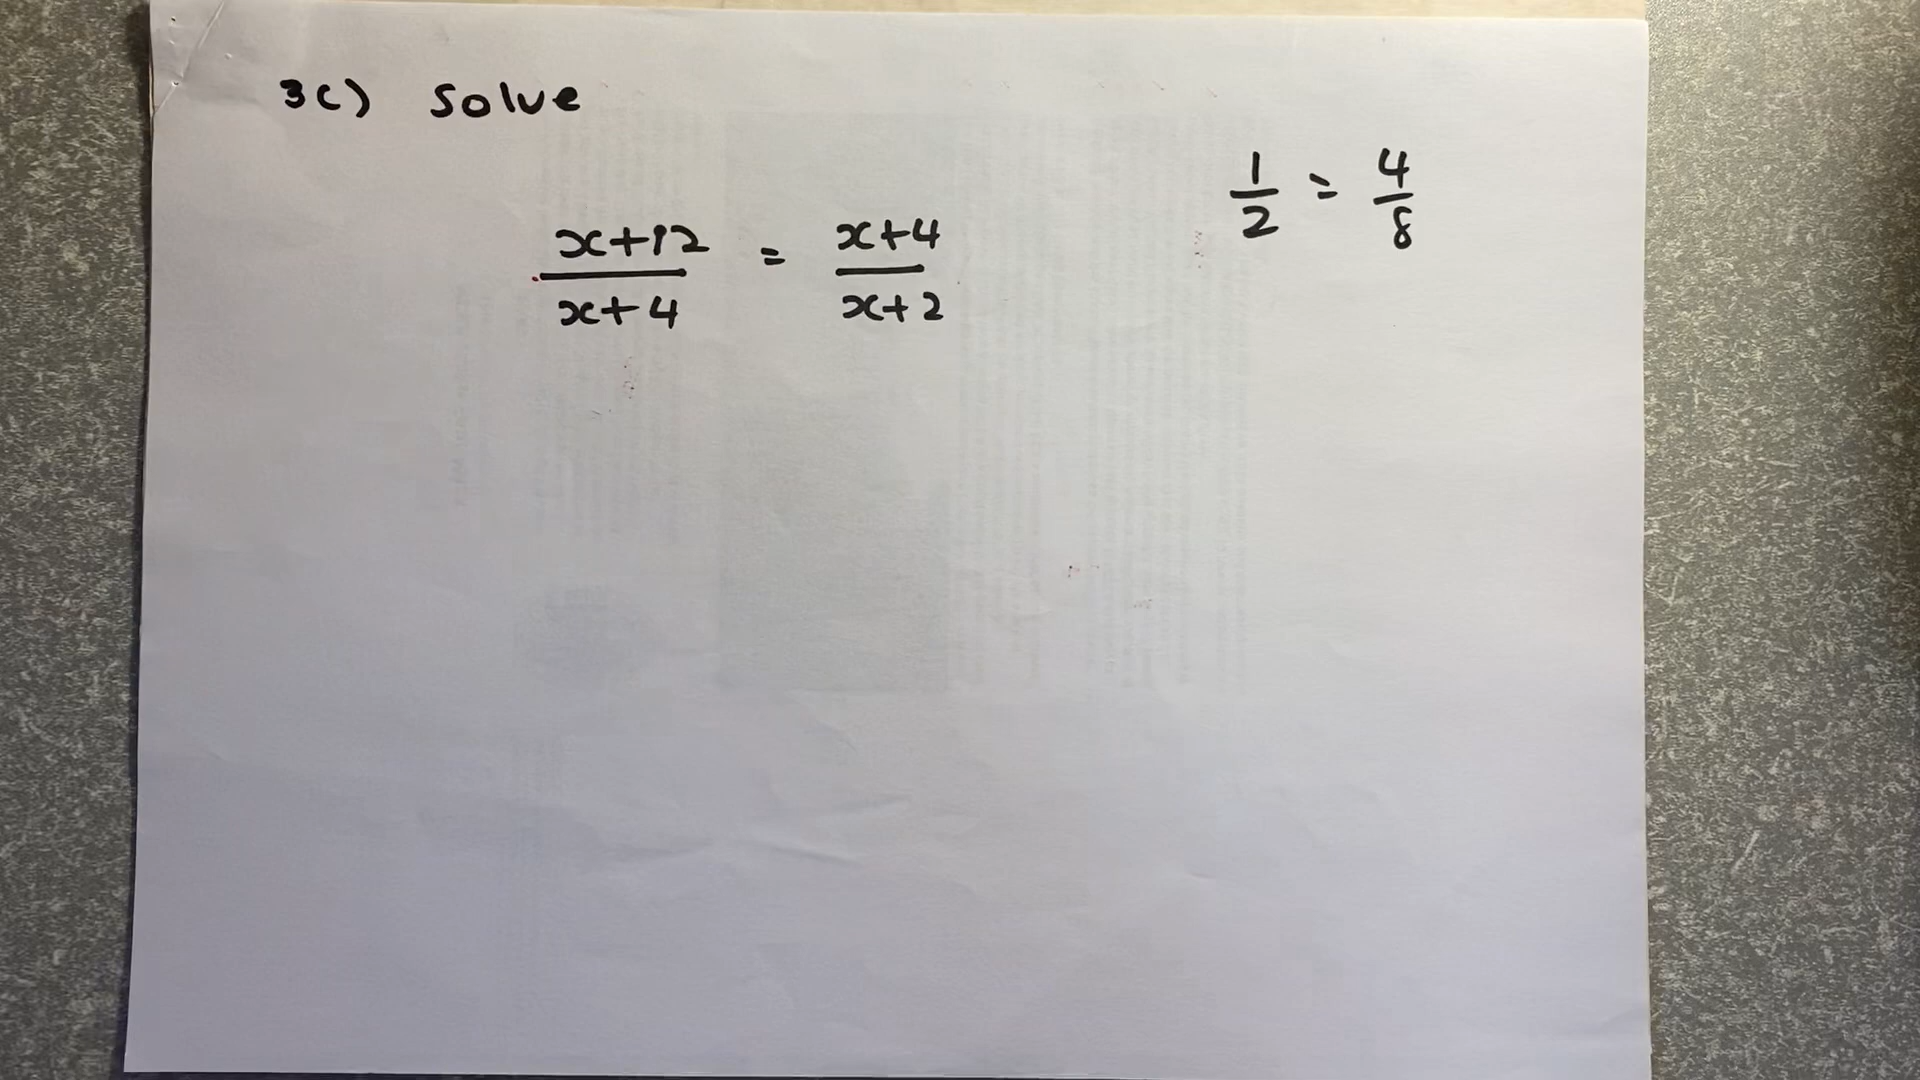 3c) Solve
1/2 = 4/8
x+12/x+4 = x+4/x+2